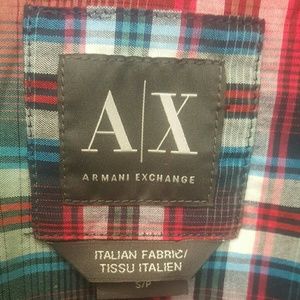 A|X
ARMANI EXCHANGE
ITALIAN FABRIC/
TISSU ITALIEN
S/P